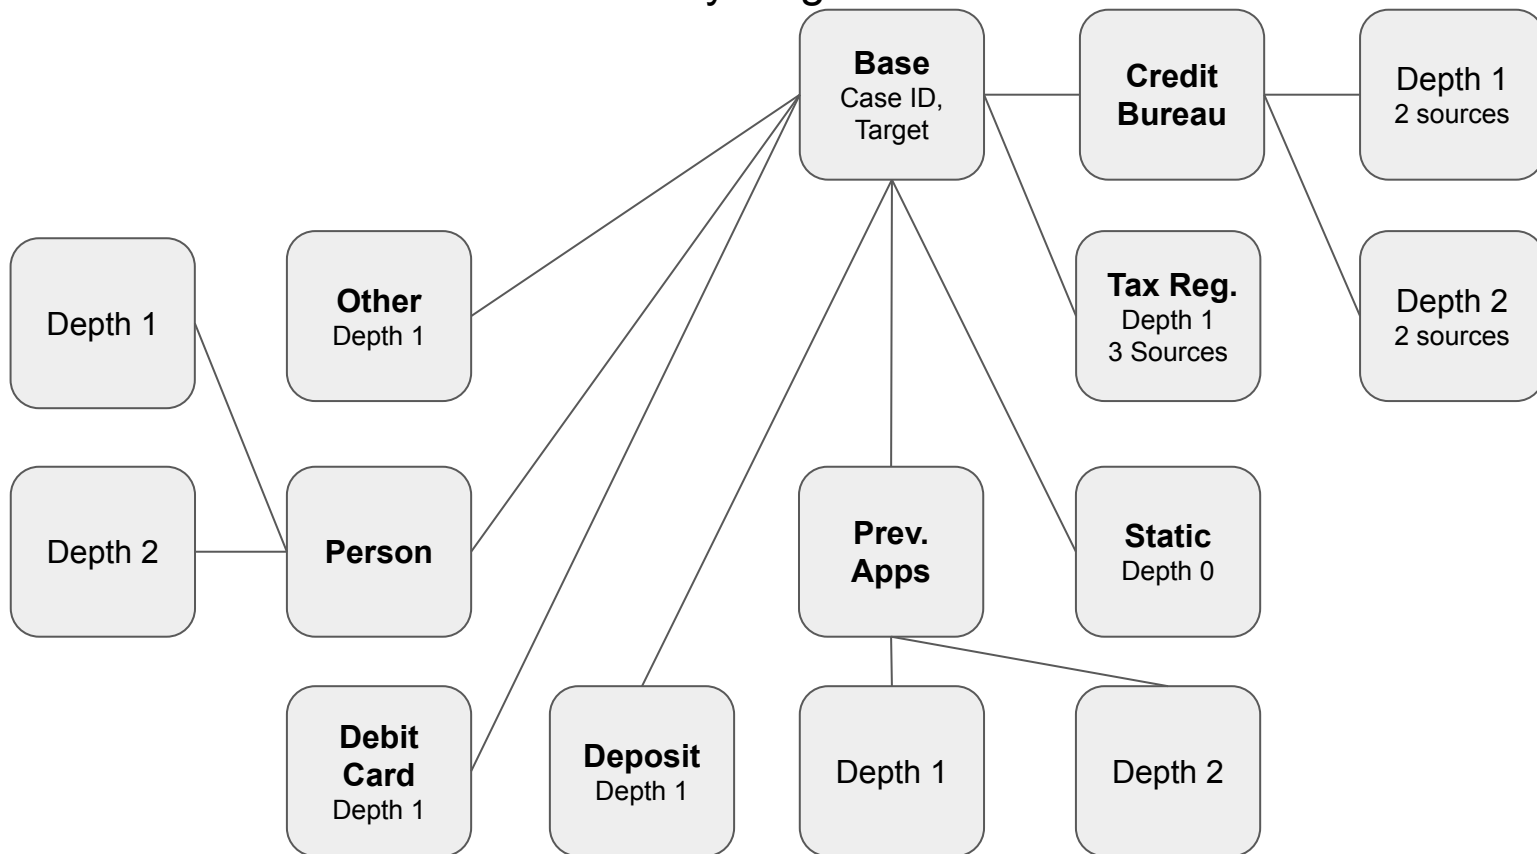 Base
Case ID,
Target
Credit
Bureau
Depth 1
2 sources
Depth 1
Other
Depth 1
Tax Reg.
Depth 1
3 Sources
Depth 2
2 sources
Depth 2
Person
Prev.
Apps
Static
Depth 0
Debit
Card
Depth 1
Deposit
Depth 1
Depth 1
Depth 2